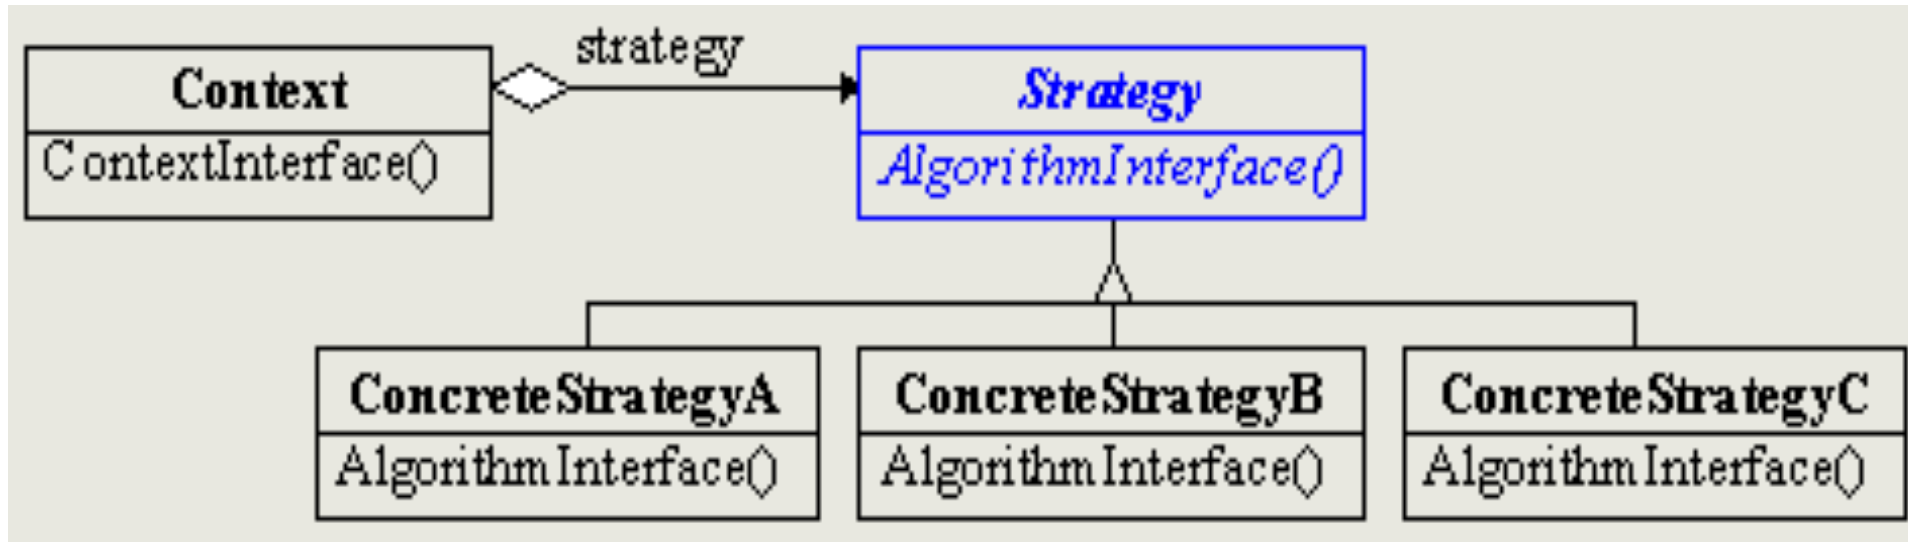 strategy
Context
ContextInterface()
Strategy
AlgorithmInterface()
ConcreteStrategyA
AlgorithmInterface()
ConcreteStrategyB
AlgorithmInterface()
ConcreteStrategyC
AlgorithmInterface()